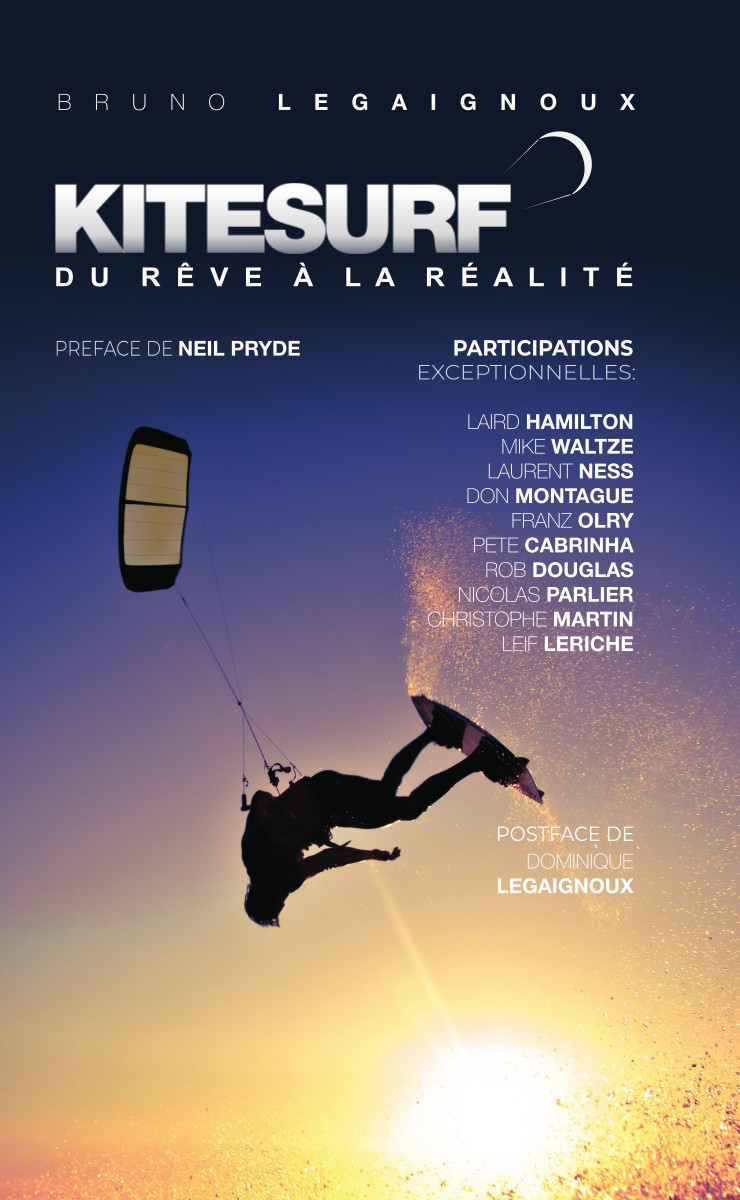 BRUNO LEGAIGNOUX
KITESURF
DU RÊVE À LA RÉALITÉ
PREFACE DE NEIL PRYDE
PARTICIPATIONS
EXCEPTIONNELLES:
LAIRD HAMILTON
MIKE WALTZE
LAURENT NESS
DON MONTAGUE
FRANZ OLRY
PETE CABRINHA
ROB DOUGLAS
NICOLAS PARLIER
CHRISTOPHE MARTIN
LEIF LERICHE
POSTFACE DE
DOMINIQUE
LEGAIGNOUX